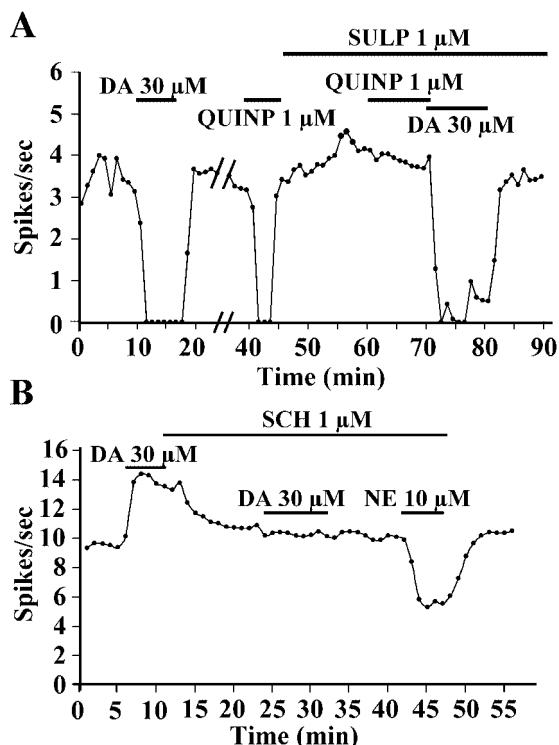 A
SULP 1 µM
DA 30 µM
QUINP 1 µM
QUINP 1 µM
DA 30 µM
Spikes/sec
6
5
4
3
2
1
0
0 10 20 40 50 60 70 80 90
Time (min)
B
SCH 1 µM
DA 30 µM
DA 30 µM
NE 10 µM
Spikes/sec
16
14
12
10
8
6
4
2
0
0 5 10 15 20 25 30 35 40 45 50 55
Time (min)